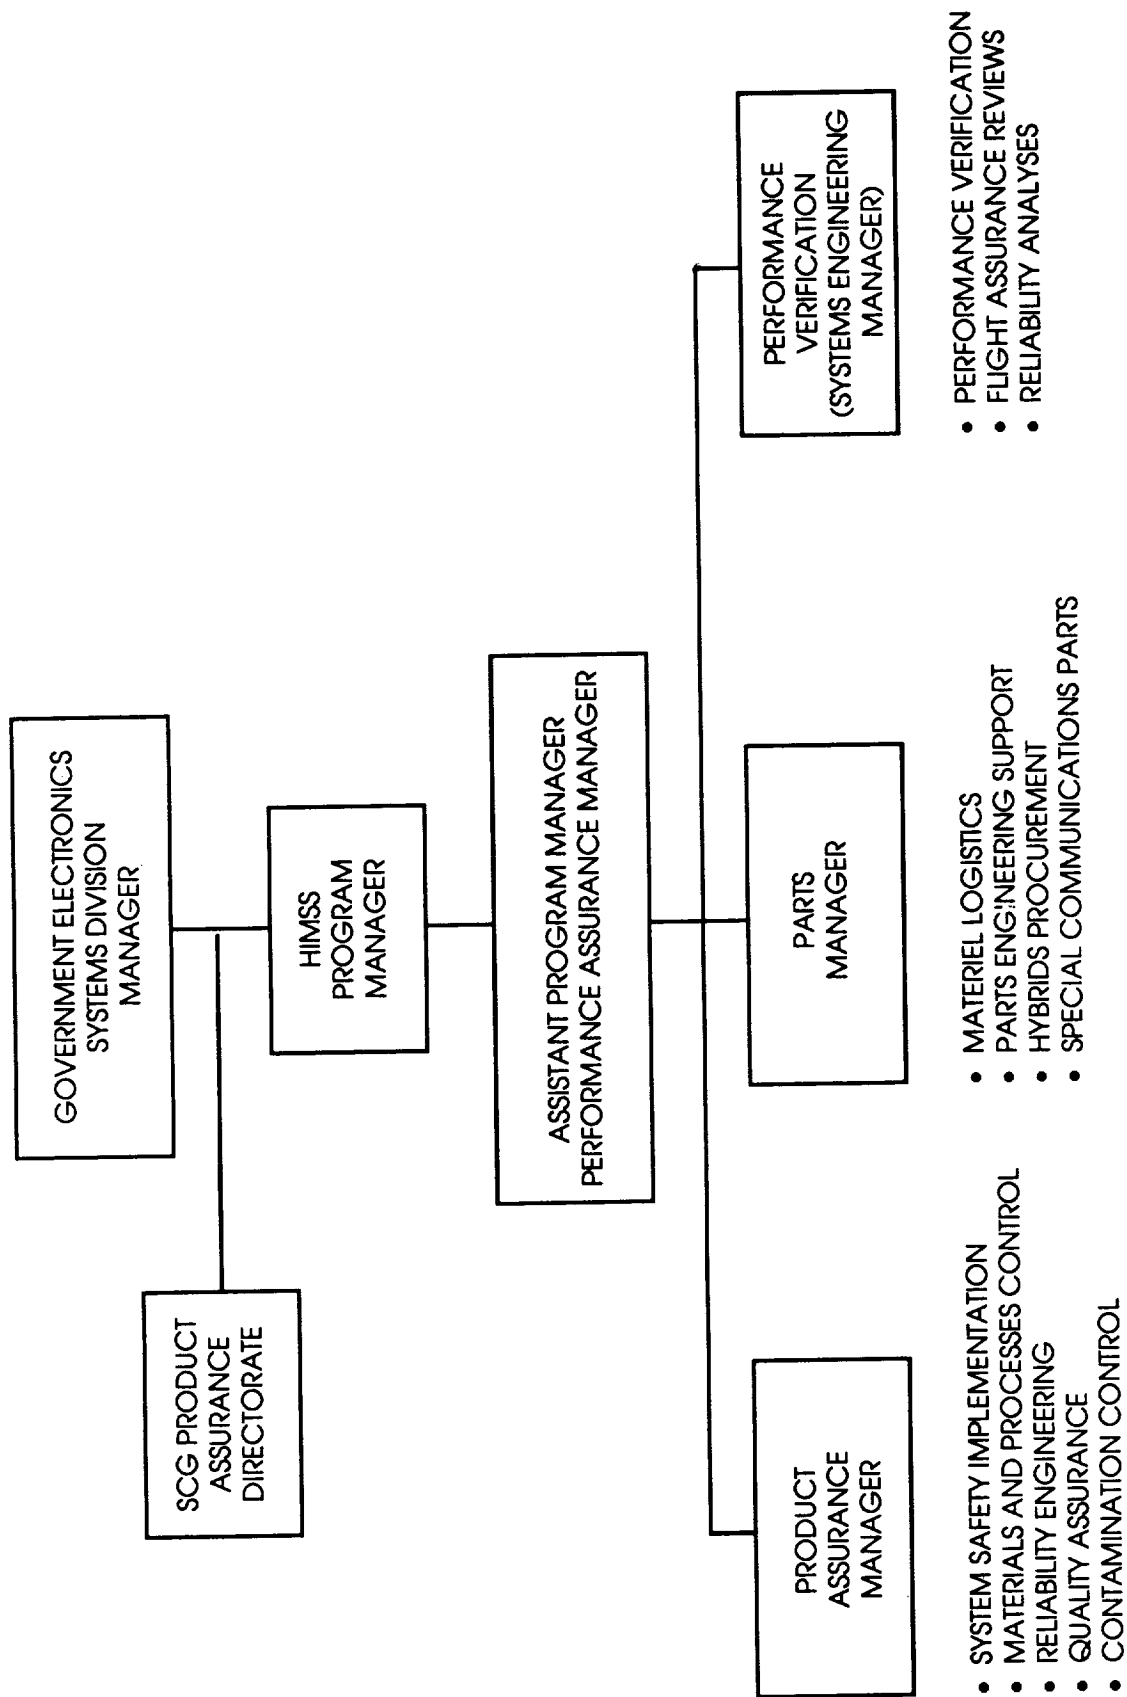 GOVERNMENT ELECTRONICS
SYSTEMS DIVISION
MANAGER
SCG PRODUCT
ASSURANCE
DIRECTORATE
HIMSS
PROGRAM
MANAGER
ASSISTANT PROGRAM MANAGER
PERFORMANCE ASSURANCE MANAGER
PRODUCT
ASSURANCE
MANAGER
• SYSTEM SAFETY IMPLEMENTATION
• MATERIALS AND PROCESSES CONTROL
• RELIABILITY ENGINEERING
• QUALITY ASSURANCE
• CONTAMINATION CONTROL
PARTS
MANAGER
• MATERIEL LOGISTICS
• PARTS ENGINEERING SUPPORT
• HYBRIDS PROCUREMENT
• SPECIAL COMMUNICATIONS PARTS
PERFORMANCE
VERIFICATION
(SYSTEMS ENGINEERING
MANAGER)
• PERFORMANCE VERIFICATION
• FLIGHT ASSURANCE REVIEWS
• RELIABILITY ANALYSES